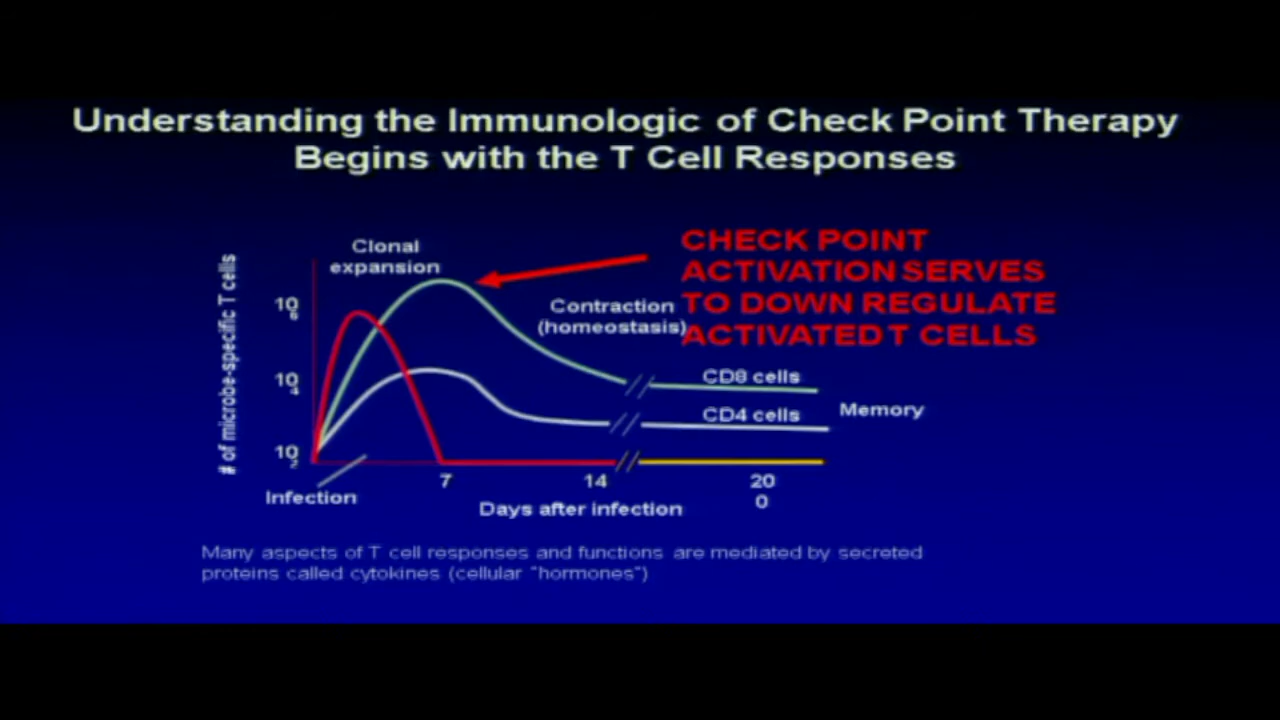 Understanding the Immunologic of Check Point Therapy
Begins with the T Cell Responses
Clonal
expansion
CHECK POINT
ACTIVATION SERVES
TO DOWN REGULATE
ACTIVATED T CELLS
Contraction
(homeostasis)
# of microbe-specific T cells
10
6
10
4
10
2
CD8 cells
CD4 cells
Memory
Infection
7
14
20
0
Days after infection
Many aspects of T cell responses and functions are mediated by secreted
proteins called cytokines (cellular "hormones")